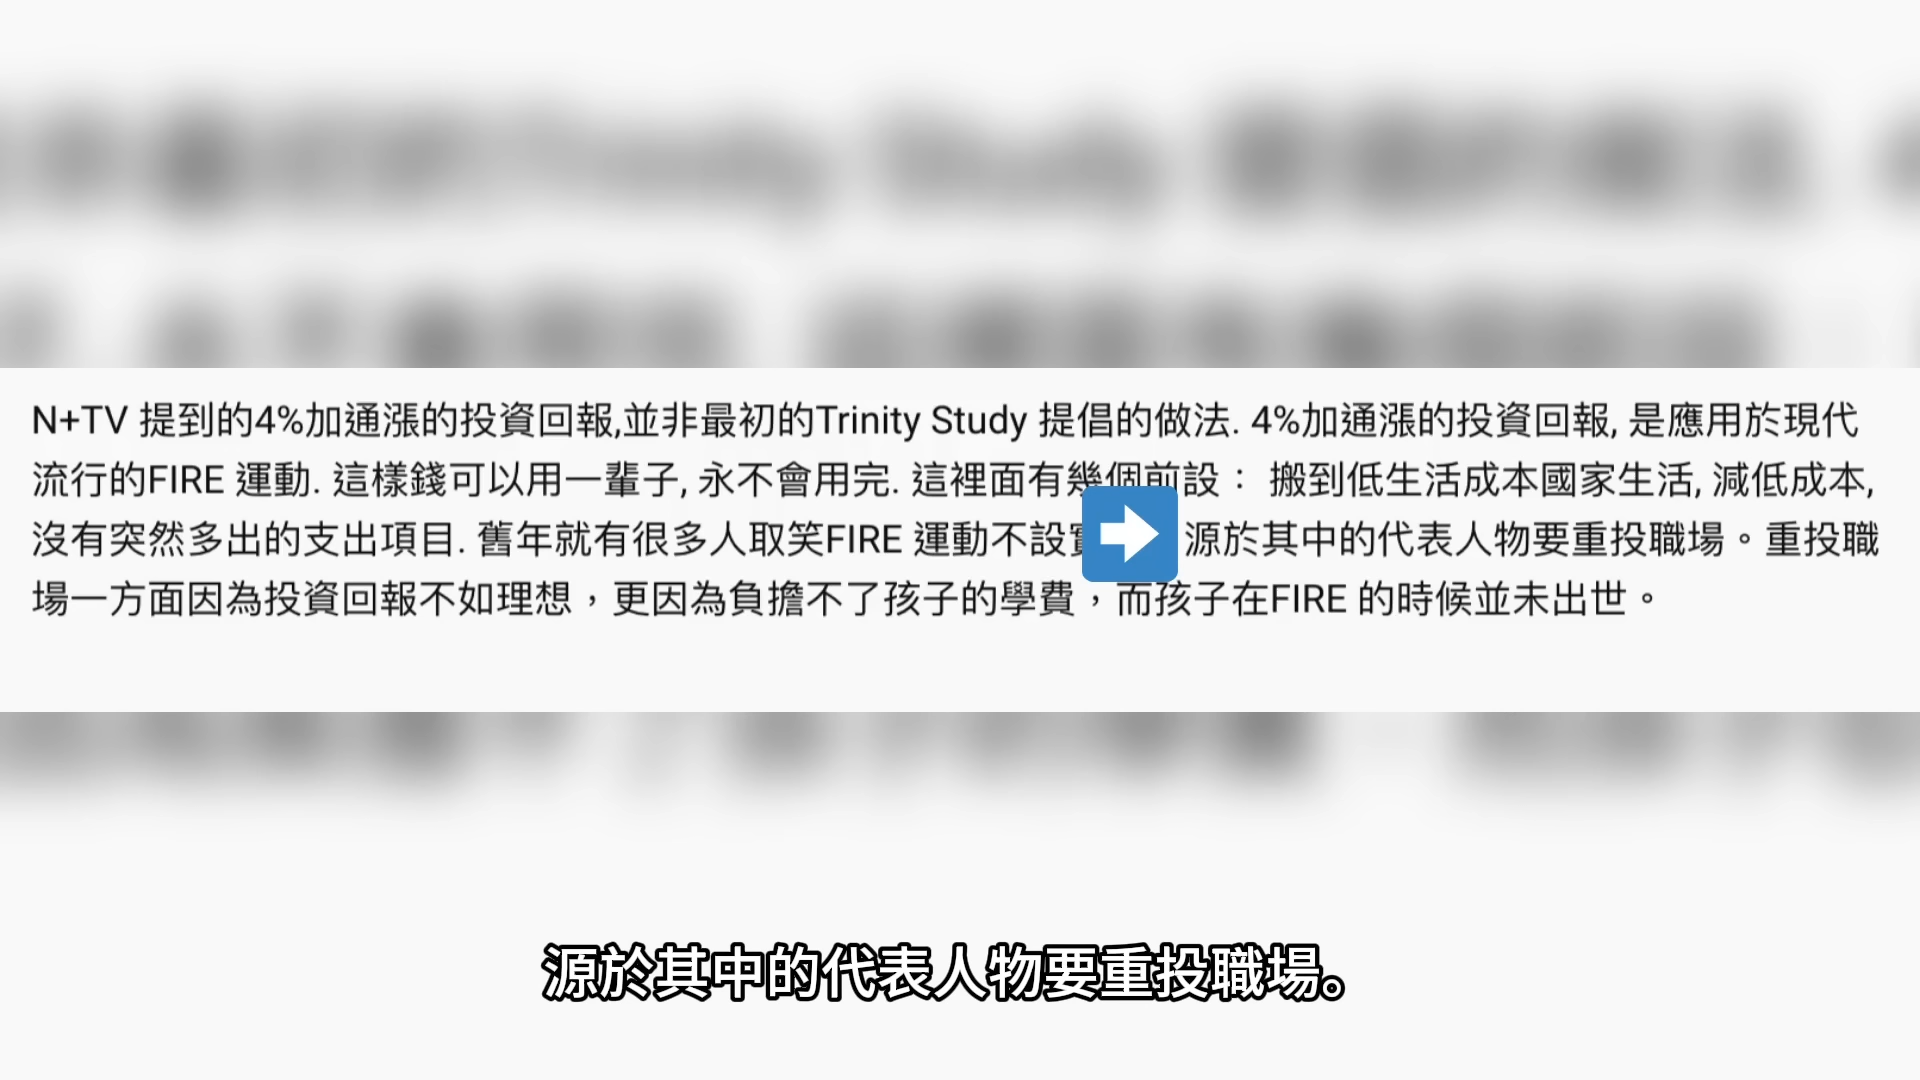 N+TV 提到的4%加通漲的投資回報,並非最初的Trinity Study 提倡的做法. 4%加通漲的投資回報, 是應用於現代
流行的FIRE 運動. 這樣錢可以用一輩子, 永不會用完. 這裡面有幾個前設： 搬到低生活成本國家生活, 減低成本,
沒有突然多出的支出項目. 舊年就有很多人取笑FIRE 運動不設實 源於其中的代表人物要重投職場。重投職
場一方面因為投資回報不如理想，更因為負擔不了孩子的學費，而孩子在FIRE 的時候並未出世。
源於其中的代表人物要重投職場。